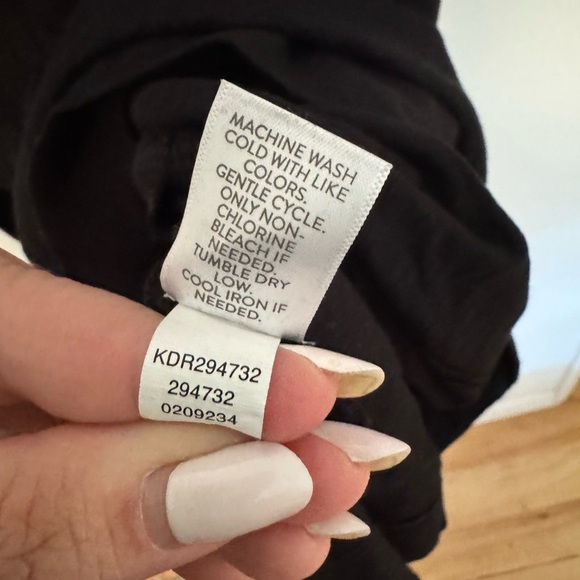 MACHINE WASH
COLD WITH LIKE
COLORS.
GENTLE CYCLE.
ONLY NON-
CHLORINE
BLEACH IF
NEEDED.
TUMBLE DRY
LOW.
COOL IRON IF
NEEDED.
KDR294732
294732
0209234